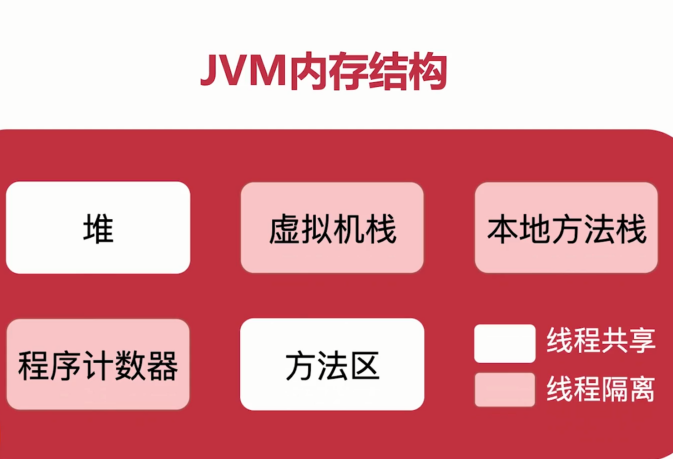 JVM内存结构
堆
虚拟机栈
本地方法栈
程序计数器
方法区
线程共享
线程隔离